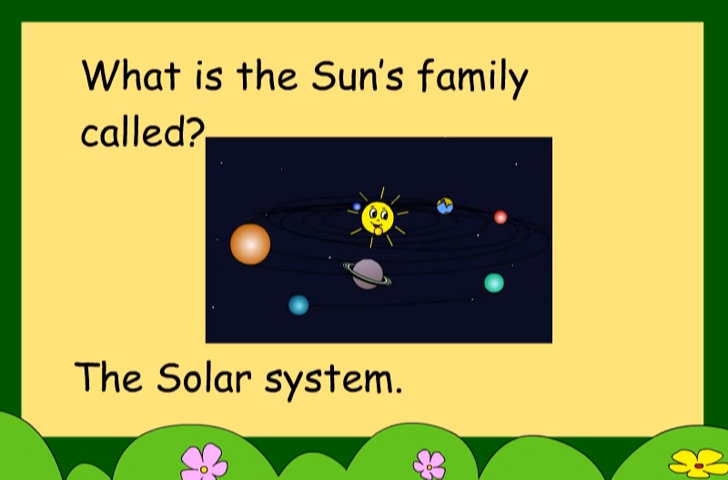 What is the Sun's family
called?
The Solar system.